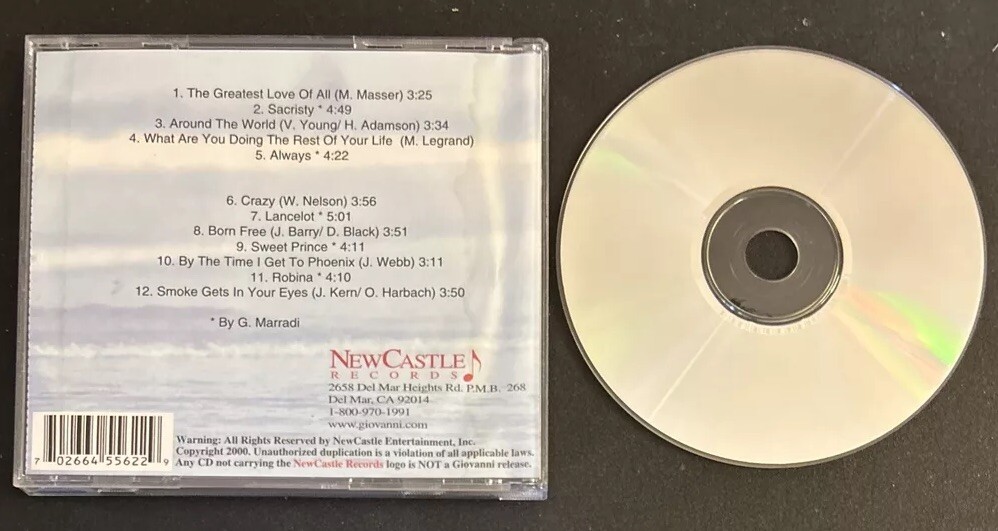 1. The Greatest Love Of All (M. Masser) 3:25
2. Sacristy * 4:49
3. Around The World (V. Young/ H. Adamson) 3:34
4. What Are You Doing The Rest Of Your Life (M. Legrand)
5. Always * 4:22
6. Crazy (W. Nelson) 3:56
7. Lancelot * 5:01
8. Born Free (J. Barry/ D. Black) 3:51
9. Sweet Prince * 4:11
10. By The Time I Get To Phoenix (J. Webb) 3:11
11. Robina * 4:10
12. Smoke Gets In Your Eyes (J. Kern/ O. Harbach) 3:50
* By G. Marradi
NEWCASTLE
RECORDS
2658 Del Mar Heights Rd. P.M.B. 268
Del Mar, CA 92014
1-800-970-1991
www.giovanni.com
Warning: All Rights Reserved by NewCastle Entertainment, Inc.
Copyright 2000. Unauthorized duplication is a violation of all applicable laws.
Any CD not carrying the NewCastle Records logo is NOT a Giovanni release.
7 02664 55622 9